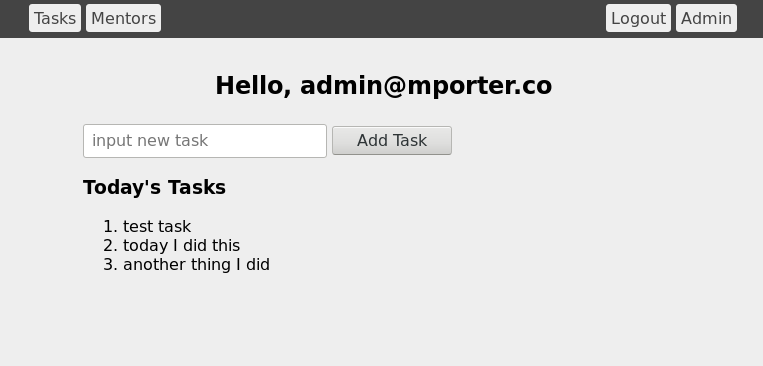 Tasks Mentors Logout Admin
Hello, admin@mporter.co
input new task Add Task
Today's Tasks
1. test task
2. today I did this
3. another thing I did